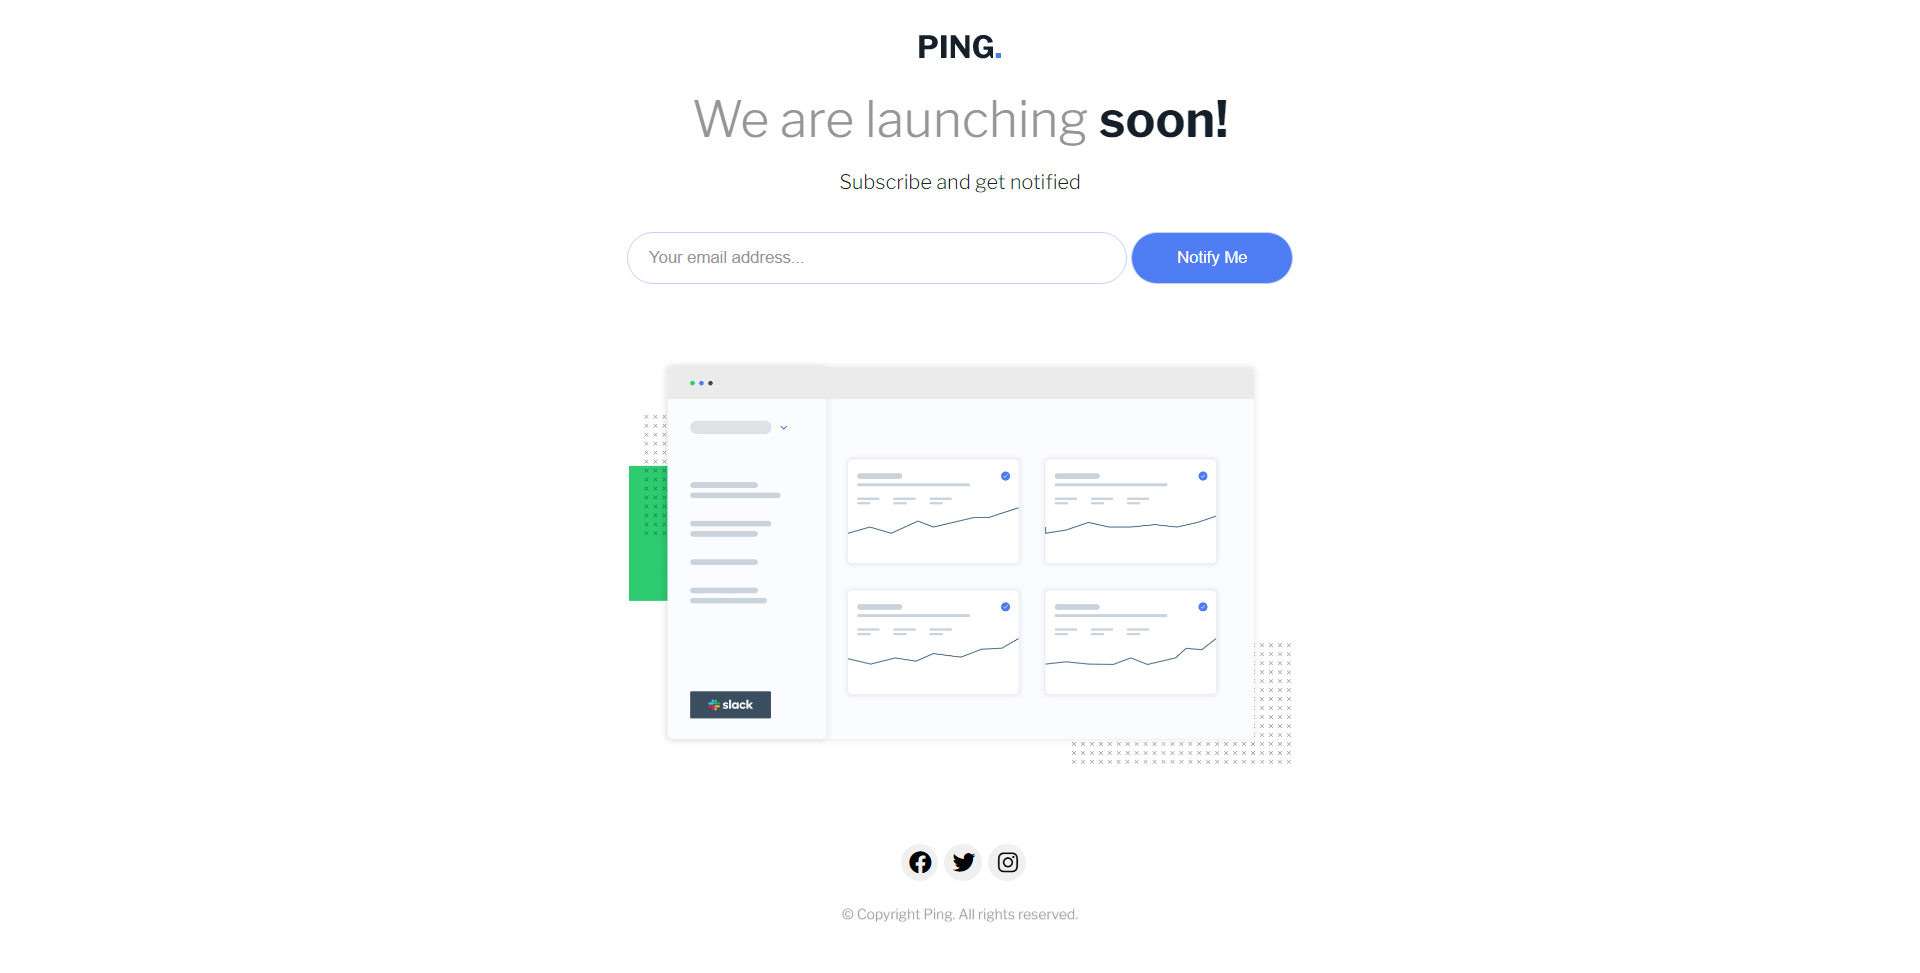 PING.
We are launching soon!
Subscribe and get notified
Your email address...
Notify Me
slack
© Copyright Ping. All rights reserved.